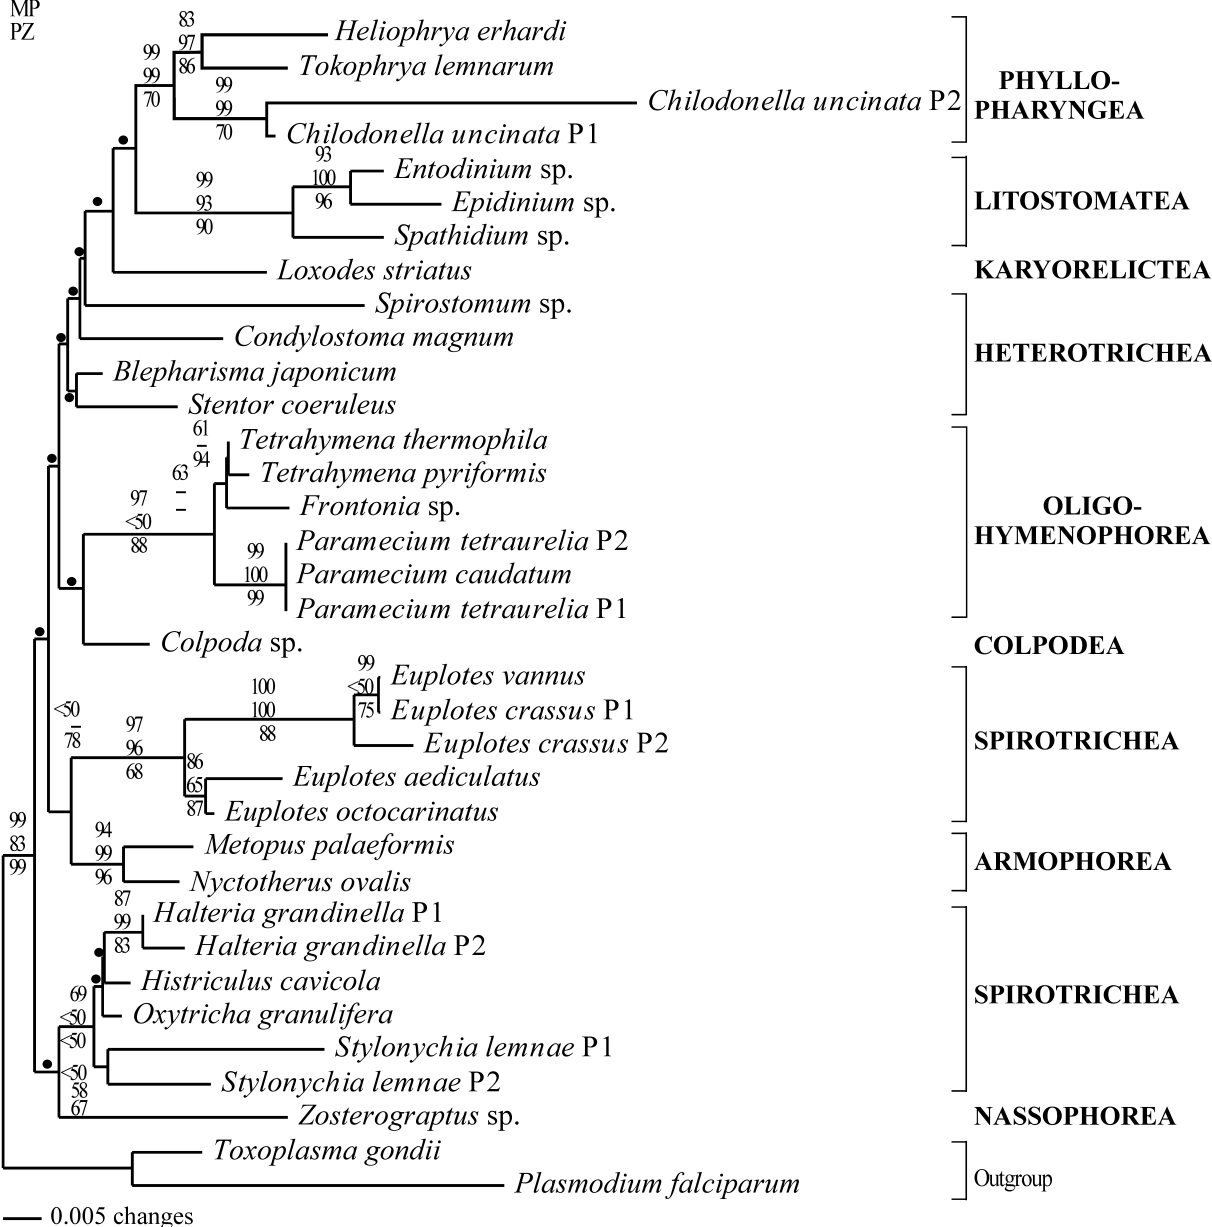 MP
PZ
83
97
86
Heliophrya erhardi
Tokophrya lemnarum
99
99
70
99
99
70
Chilodonella uncinata P2
Chilodonella uncinata P1
PHYLLO-
PHARYNGEA
93
100
96
Entodinium sp.
99
93
90
Epidinium sp.
Spathidium sp.
LITOSTOMATEA
Loxodes striatus
KARYORELICTEA
Spirostomum sp.
Condylostoma magnum
Blepharisma japonicum
Stentor coeruleus
HETEROTRICHEA
61
–
94
Tetrahymena thermophila
63
–
–
Tetrahymena pyriformis
97
<50
88
Frontonia sp.
99
100
99
Paramecium tetraurelia P2
Paramecium caudatum
Paramecium tetraurelia P1
OLIGO-
HYMENOPHOREA
Colpoda sp.
COLPODEA
99
<50
75
Euplotes vannus
Euplotes crassus P1
100
100
88
Euplotes crassus P2
<50
–
78
97
96
68
86
65
87
Euplotes aediculatus
Euplotes octocarinatus
SPIROTRICHEA
99
83
99
94
99
96
Metopus palaeformis
Nyctotherus ovalis
ARMOPHOREA
87
99
83
Halteria grandinella P1
Halteria grandinella P2
Histriculus cavicola
69
<50
<50
Oxytricha granulifera
Stylonychia lemnae P1
Stylonychia lemnae P2
SPIROTRICHEA
<50
58
67
Zosterograptus sp.
NASSOPHOREA
Toxoplasma gondii
Plasmodium falciparum
Outgroup
0.005 changes